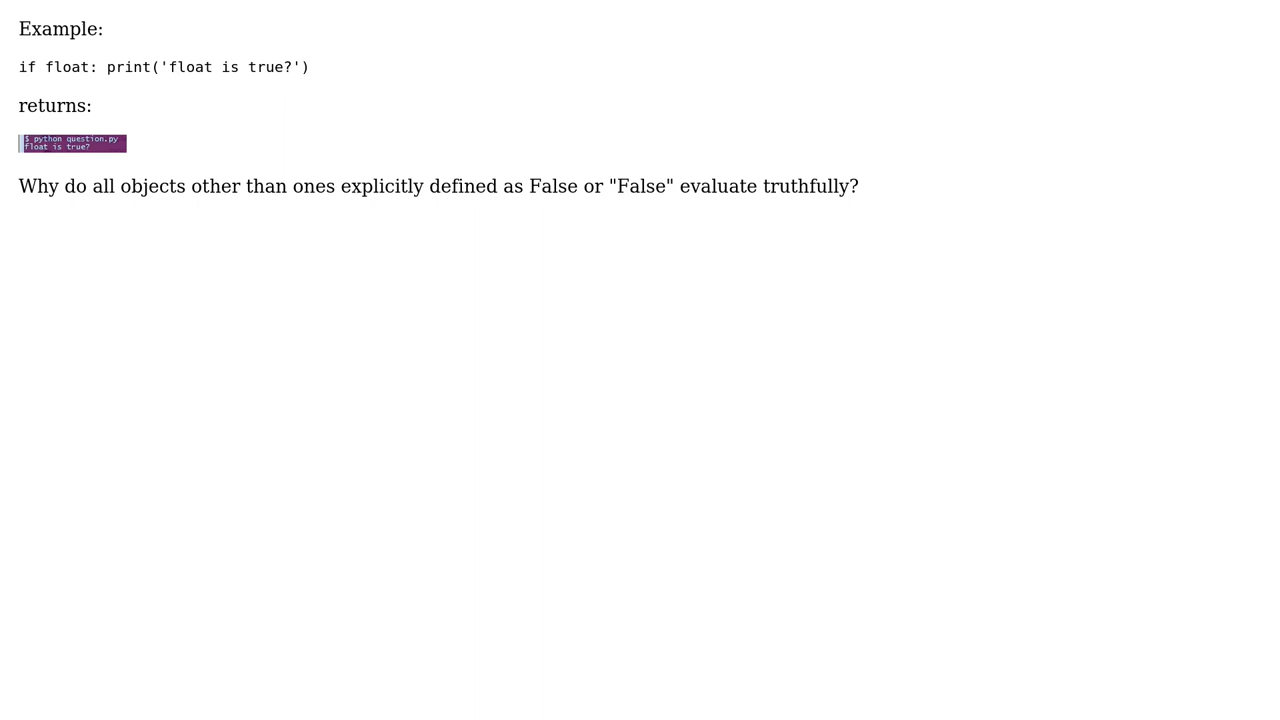 Example:
if float: print('float is true?')
returns:
$ python question.py
float is true?
Why do all objects other than ones explicitly defined as False or "False" evaluate truthfully?